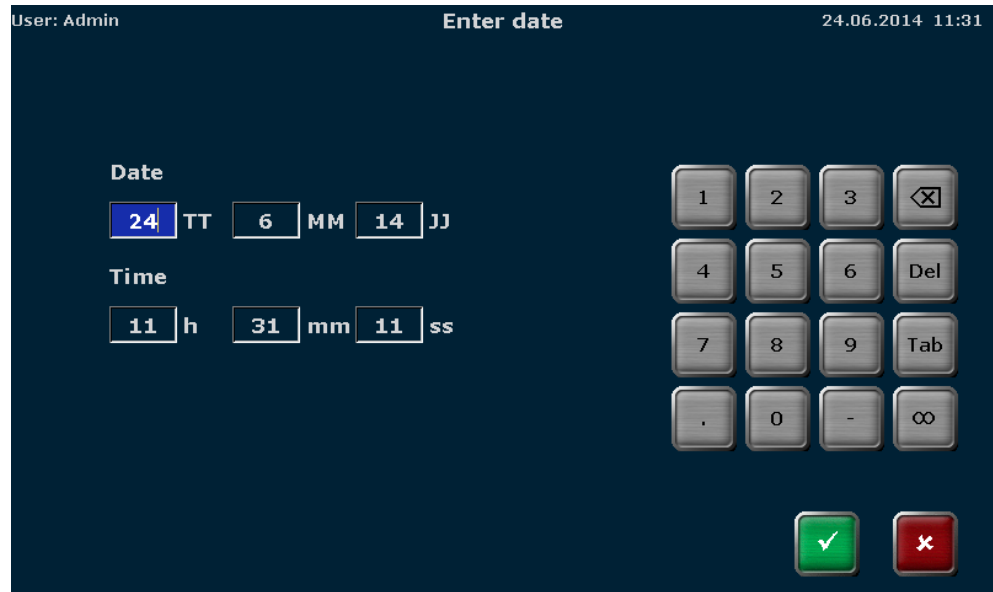 User: Admin Enter date 24.06.2014 11:31
Date
24 TT 6 MM 14 JJ
Time
11 h 31 mm 11 ss
1 2 3
4 5 6 Del
7 8 9 Tab
. 0 - ∞